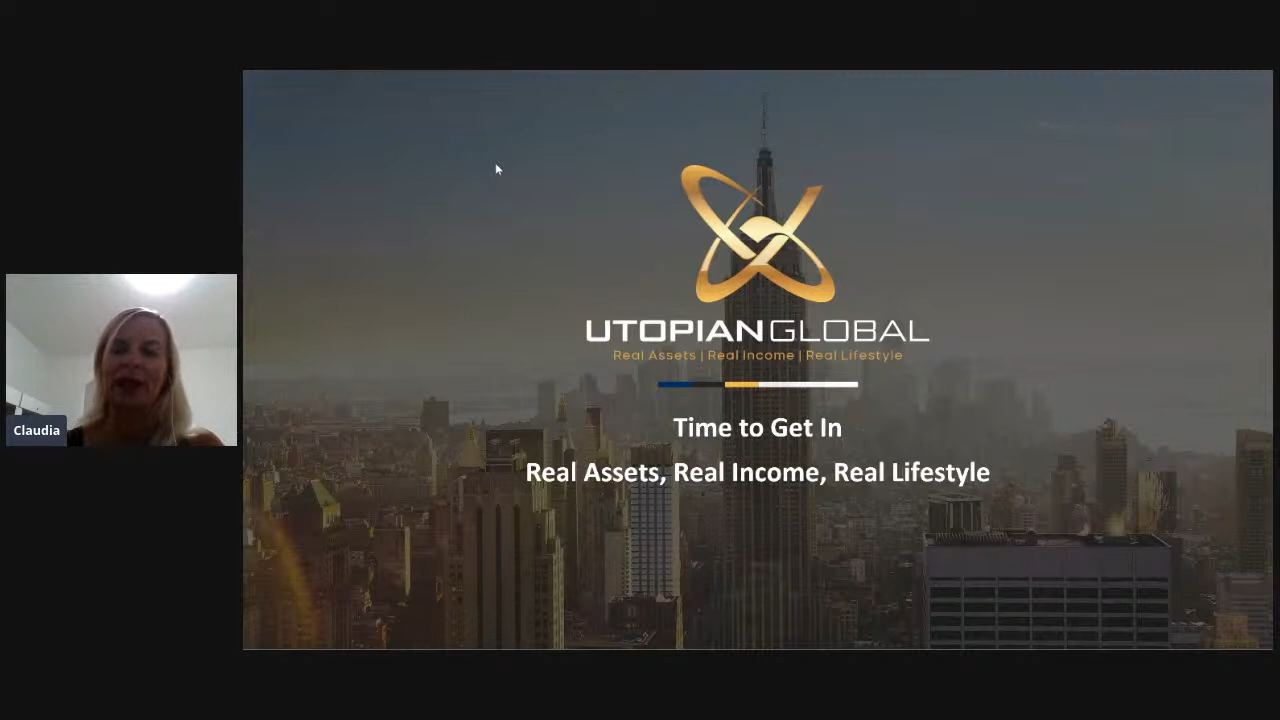 UTOPIANGLOBAL
Real Assets | Real Income | Real Lifestyle
Time to Get In
Real Assets, Real Income, Real Lifestyle
Claudia